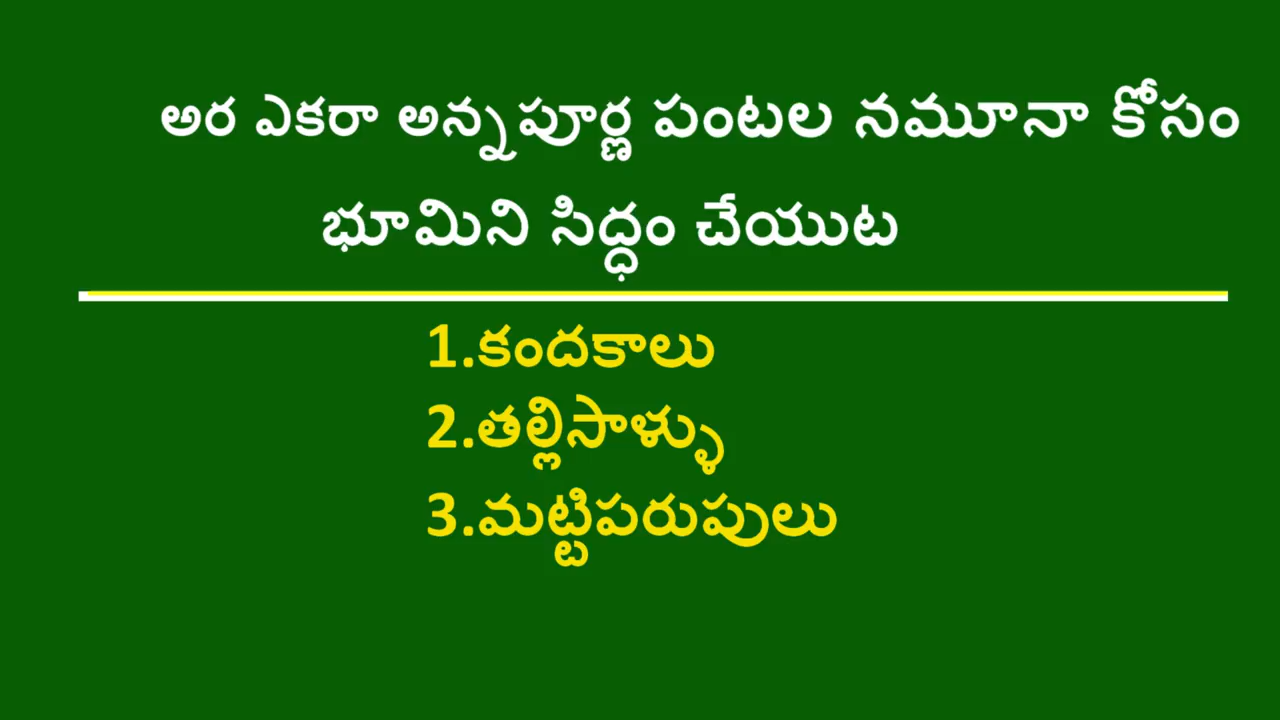 అర ఎకరా అన్నపూర్ణ పంటల నమూనా కోసం
భూమిని సిద్ధం చేయుట
1.కందకాలు
2.తల్లిసాళ్ళు
3.మట్టిపరుపులు